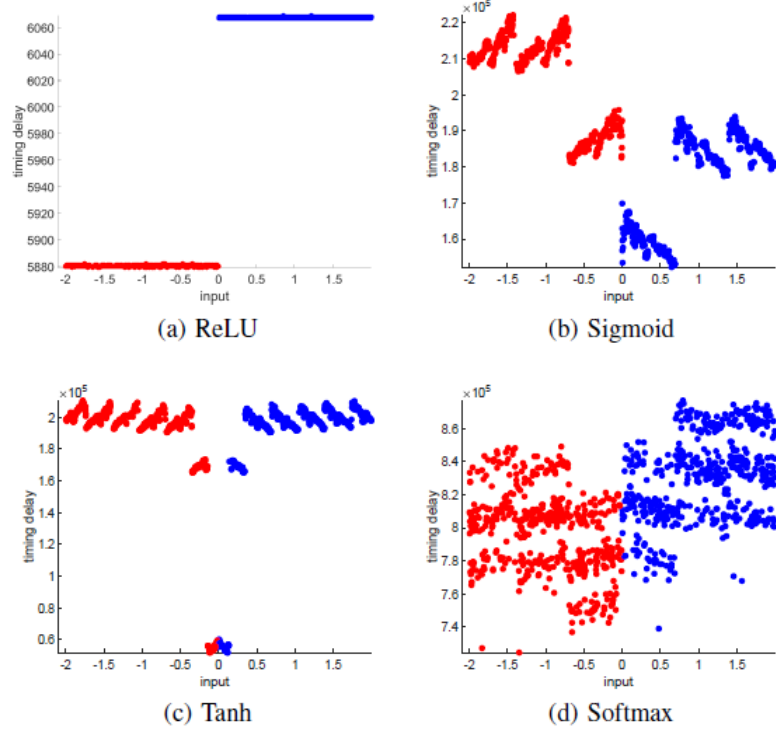 6060
6040
6020
6000
5980
5960
5940
5920
5900
5880
timing delay
-2 -1.5 -1 -0.5 0 0.5 1 1.5
input
(a) ReLU
×10⁵
2.2
2.1
2
1.9
1.8
1.7
1.6
timing delay
-2 -1.5 -1 -0.5 0 0.5 1 1.5
input
(b) Sigmoid
×10⁵
2
1.8
1.6
1.4
1.2
1
0.8
0.6
timing delay
-2 -1.5 -1 -0.5 0 0.5 1 1.5
input
(c) Tanh
×10⁵
8.6
8.4
8.2
8
7.8
7.6
7.4
timing delay
-2 -1.5 -1 -0.5 0 0.5 1 1.5
input
(d) Softmax